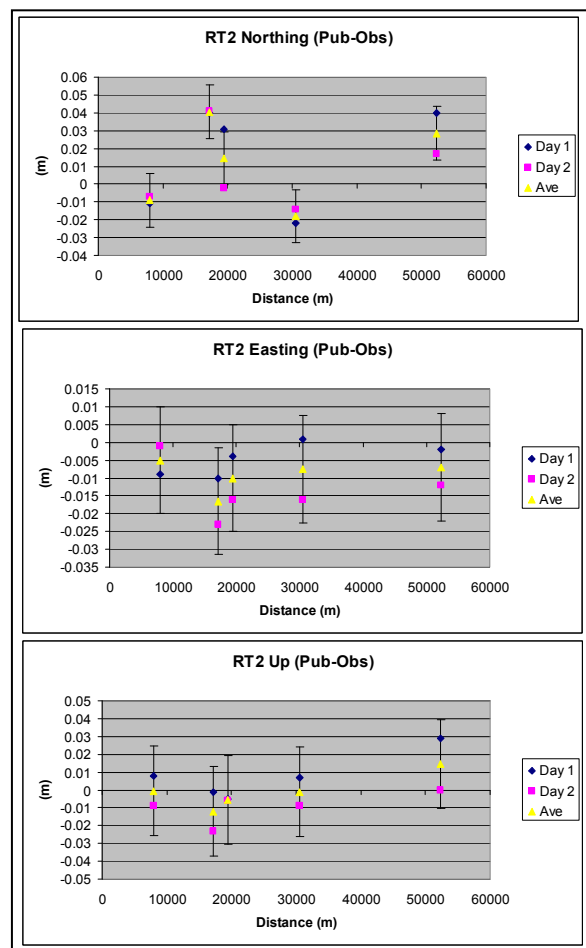 RT2 Northing (Pub-Obs)
0.06
0.05
0.04
0.03
0.02
0.01
0
-0.01
-0.02
-0.03
-0.04
(m)
0 10000 20000 30000 40000 50000 60000
Distance (m)
Day 1
Day 2
Ave
RT2 Easting (Pub-Obs)
0.015
0.01
0.005
0
-0.005
-0.01
-0.015
-0.02
-0.025
-0.03
-0.035
(m)
0 10000 20000 30000 40000 50000 60000
Distance (m)
Day 1
Day 2
Ave
RT2 Up (Pub-Obs)
0.05
0.04
0.03
0.02
0.01
0
-0.01
-0.02
-0.03
-0.04
-0.05
(m)
0 10000 20000 30000 40000 50000 60000
Distance (m)
Day 1
Day 2
Ave